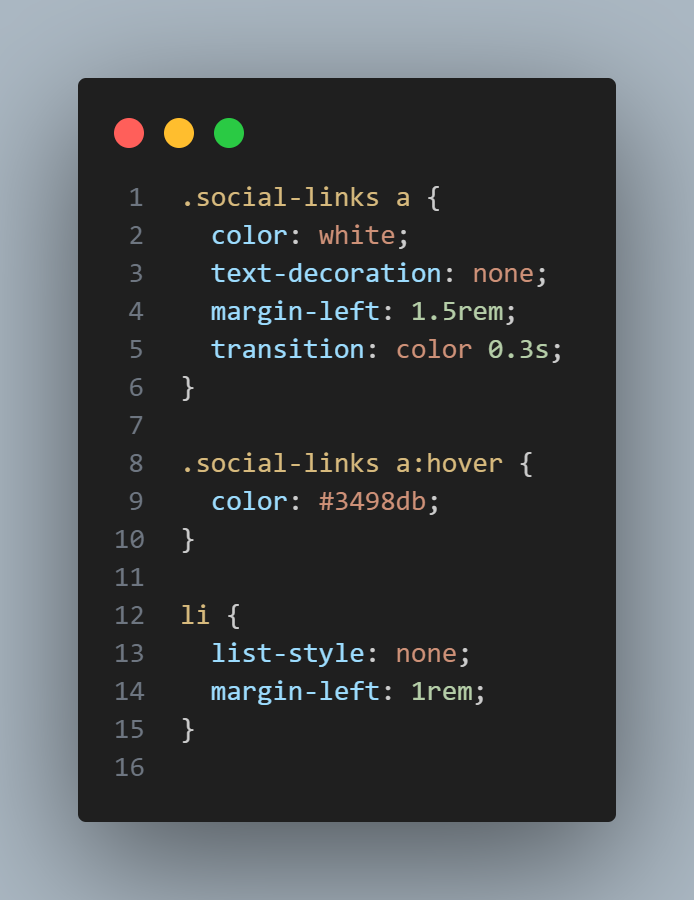 1 .social-links a {
2   color: white;
3   text-decoration: none;
4   margin-left: 1.5rem;
5   transition: color 0.3s;
6 }
7
8 .social-links a:hover {
9   color: #3498db;
10 }
11
12 li {
13   list-style: none;
14   margin-left: 1rem;
15 }
16